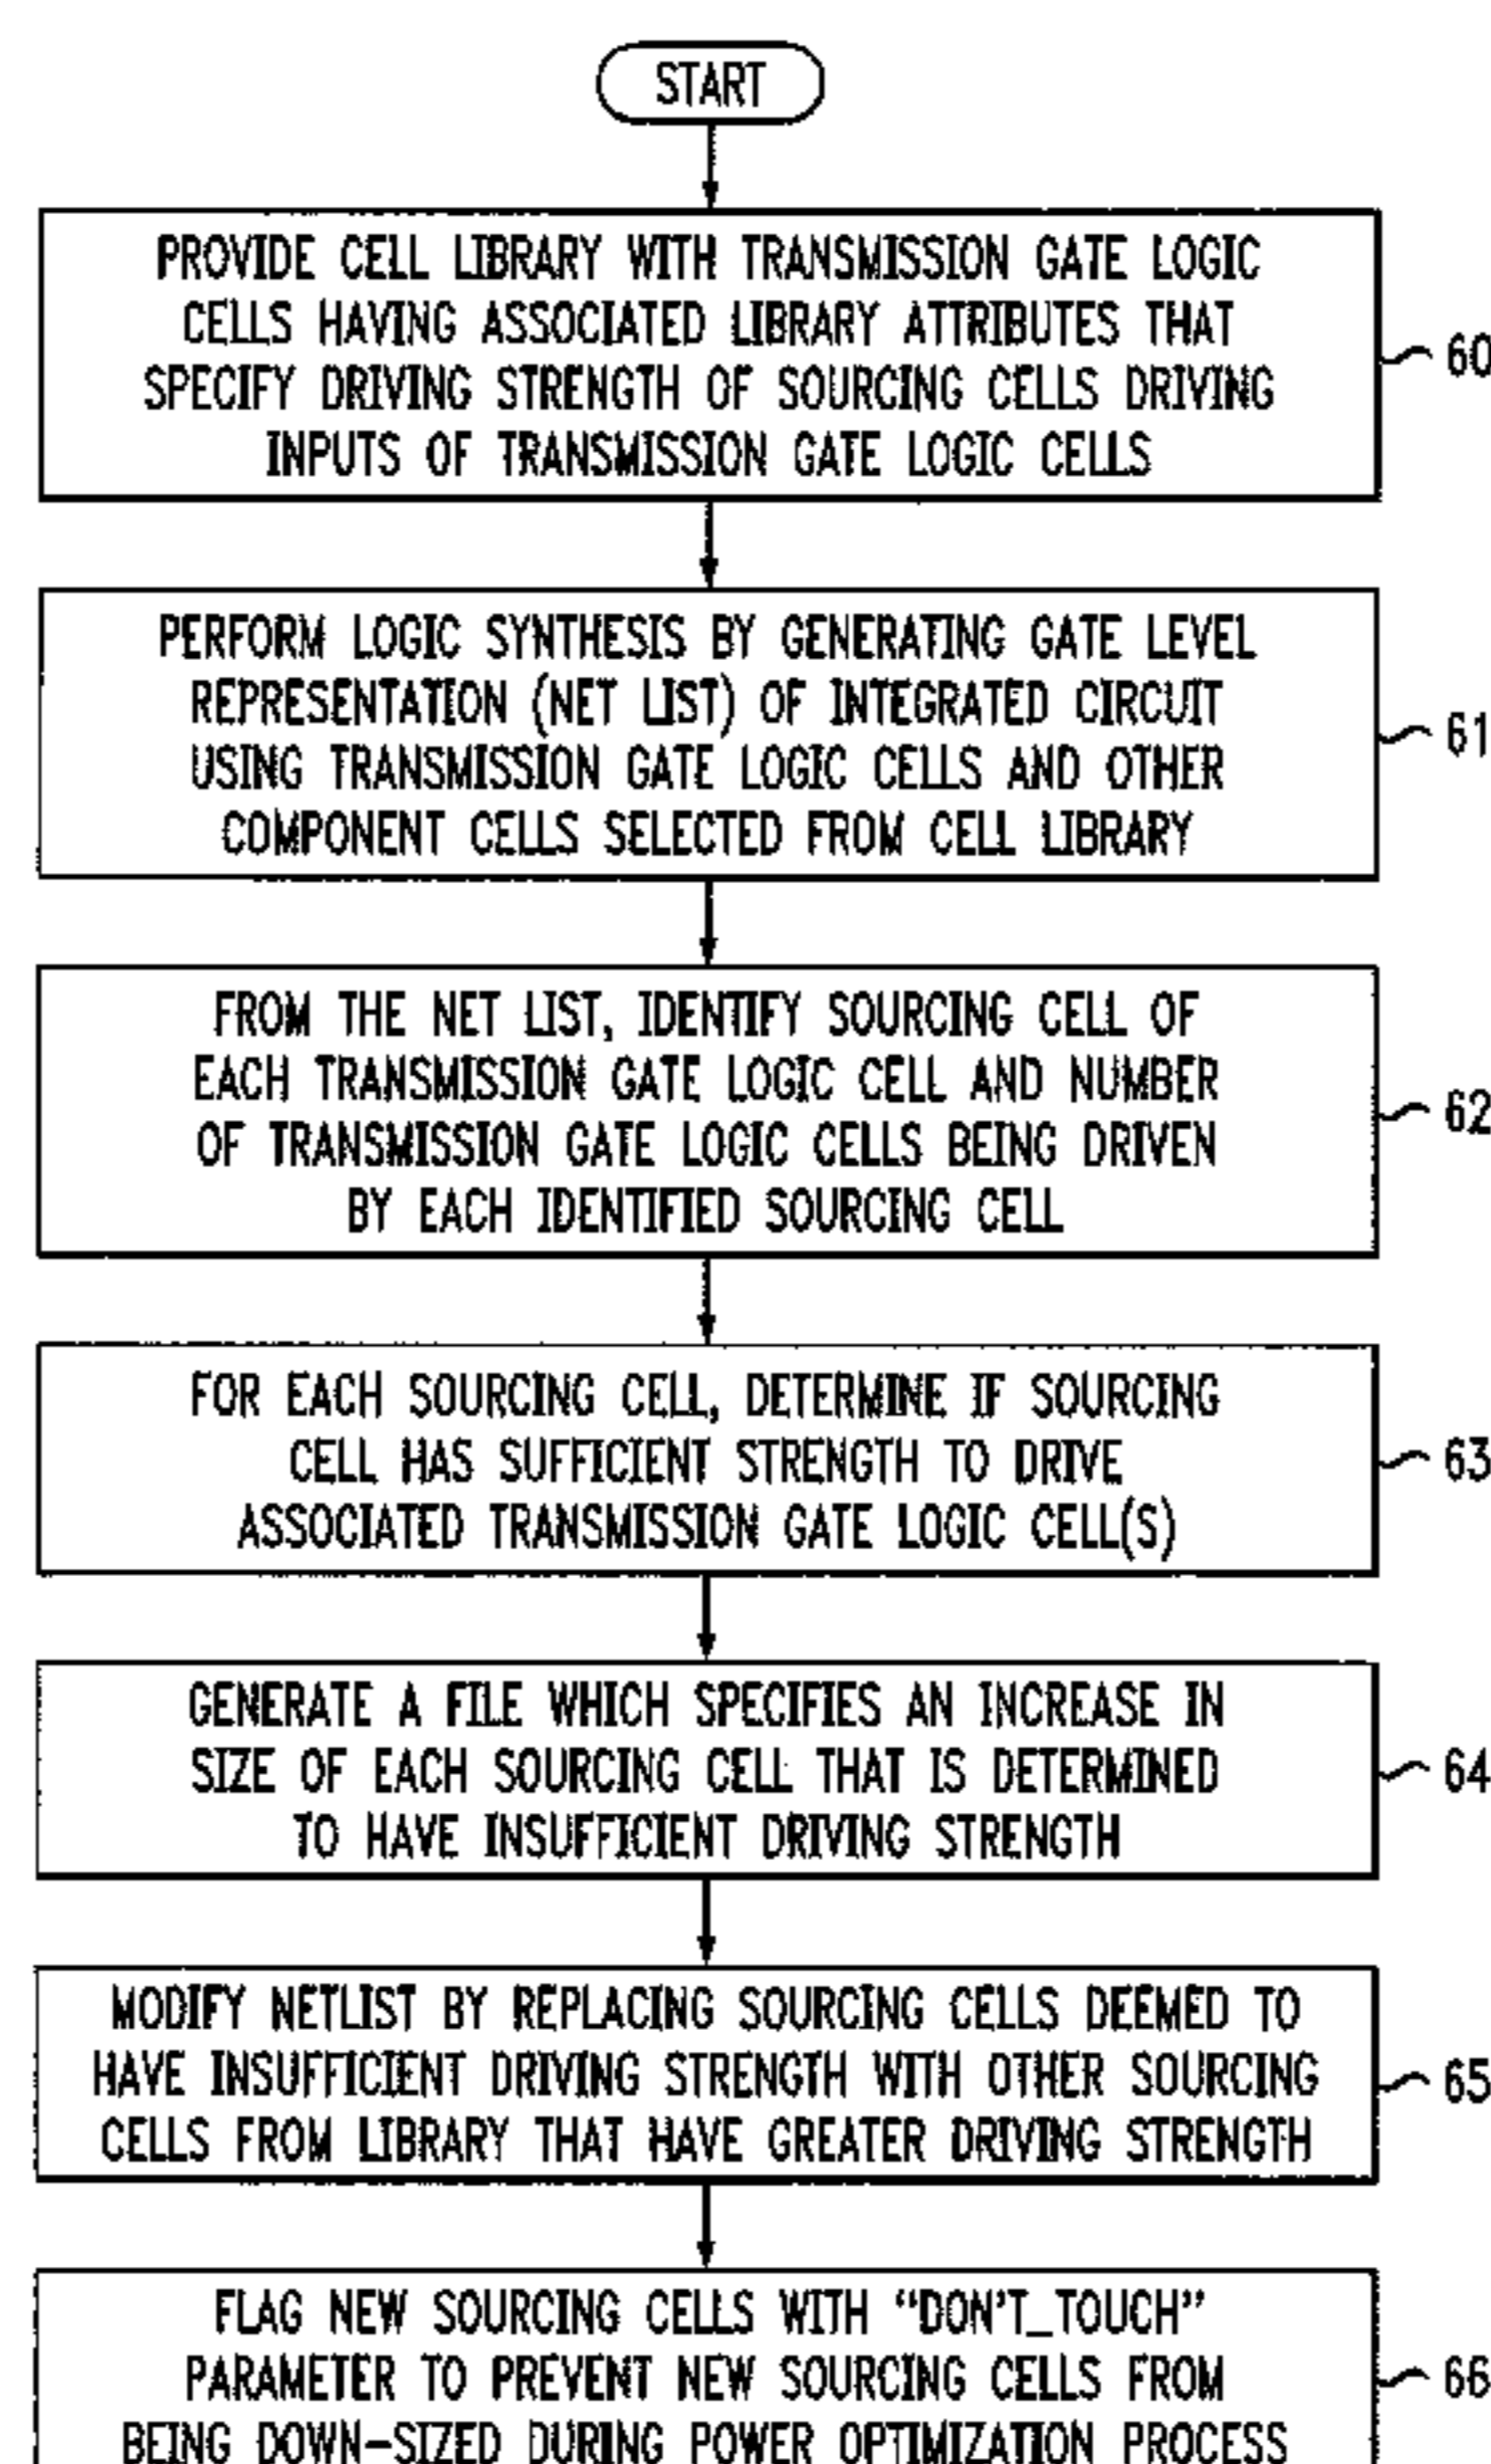 START
PROVIDE CELL LIBRARY WITH TRANSMISSION GATE LOGIC
CELLS HAVING ASSOCIATED LIBRARY ATTRIBUTES THAT
SPECIFY DRIVING STRENGTH OF SOURCING CELLS DRIVING
INPUTS OF TRANSMISSION GATE LOGIC CELLS
60
PERFORM LOGIC SYNTHESIS BY GENERATING GATE LEVEL
REPRESENTATION (NET LIST) OF INTEGRATED CIRCUIT
USING TRANSMISSION GATE LOGIC CELLS AND OTHER
COMPONENT CELLS SELECTED FROM CELL LIBRARY
61
FROM THE NET LIST, IDENTIFY SOURCING CELL OF
EACH TRANSMISSION GATE LOGIC CELL AND NUMBER
OF TRANSMISSION GATE LOGIC CELLS BEING DRIVEN
BY EACH IDENTIFIED SOURCING CELL
62
FOR EACH SOURCING CELL, DETERMINE IF SOURCING
CELL HAS SUFFICIENT STRENGTH TO DRIVE
ASSOCIATED TRANSMISSION GATE LOGIC CELL(S)
63
GENERATE A FILE WHICH SPECIFIES AN INCREASE IN
SIZE OF EACH SOURCING CELL THAT IS DETERMINED
TO HAVE INSUFFICIENT DRIVING STRENGTH
64
MODIFY NETLIST BY REPLACING SOURCING CELLS DEEMED TO
HAVE INSUFFICIENT DRIVING STRENGTH WITH OTHER SOURCING
CELLS FROM LIBRARY THAT HAVE GREATER DRIVING STRENGTH
65
FLAG NEW SOURCING CELLS WITH “DON'T_TOUCH”
PARAMETER TO PREVENT NEW SOURCING CELLS FROM
BEING DOWN-SIZED DURING POWER OPTIMIZATION PROCESS
66